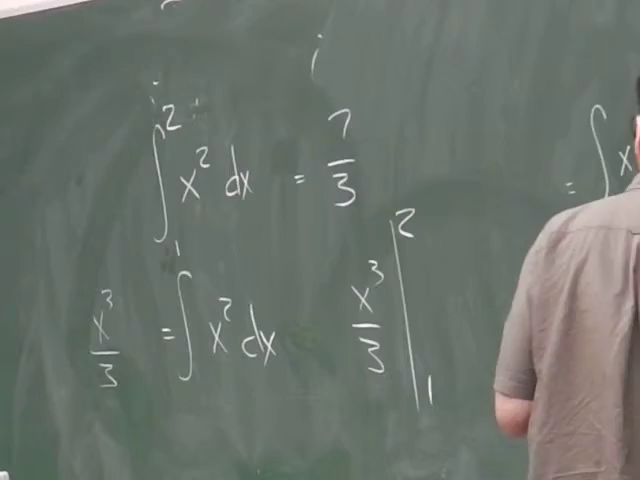 ∫₁² x² dx = 7/3
x³/3 = ∫ x² dx   x³/3 |₁²
= ∫ x